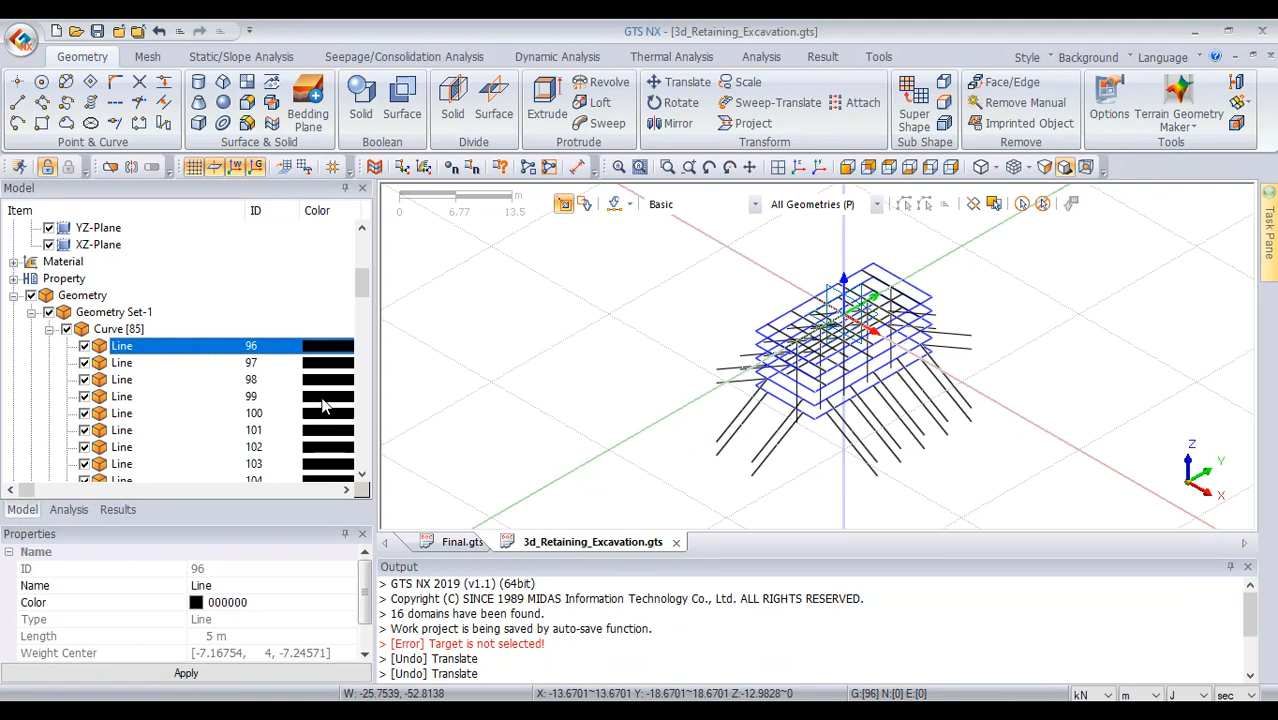 GTS NX - [3d_Retaining_Excavation.gts]
Geometry Mesh Static/Slope Analysis Seepage/Consolidation Analysis Dynamic Analysis Thermal Analysis Analysis Result Tools Style Background Language
Revolve Translate Scale Face/Edge
Loft Rotate Sweep-Translate Attach Remove Manual
Bedding Plane Solid Surface Solid Surface Extrude Sweep Mirror Project Super Shape Imprinted Object Options Terrain Geometry Maker
Point & Curve Surface & Solid Boolean Divide Protrude Transform Sub Shape Remove Tools
Model
Item ID Color
YZ-Plane
XZ-Plane
Material
Property
Geometry
Geometry Set-1
Curve [85]
Line 96
Line 97
Line 98
Line 99
Line 100
Line 101
Line 102
Line 103
Line 104
Model Analysis Results
Properties
Name
ID 96
Name Line
Color 000000
Type Line
Length 5 m
Weight Center [-7.16754, 4, -7.24571]
Apply
m
0 6.77 13.5
Basic All Geometries (P)
Task Pane
Z
Y
X
Final.gts 3d_Retaining_Excavation.gts
Output
> GTS NX 2019 (v1.1) (64bit)
> Copyright (C) SINCE 1989 MIDAS Information Technology Co., Ltd. ALL RIGHTS RESERVED.
> 16 domains have been found.
> Work project is being saved by auto-save function.
> [Error] Target is not selected!
> [Undo] Translate
> [Undo] Translate
W: -25.7539, -52.8138 X: -13.6701~13.6701 Y: -18.6701~18.6701 Z:-12.9828~0 G:[96] N:[0] E:[0] kN m J sec